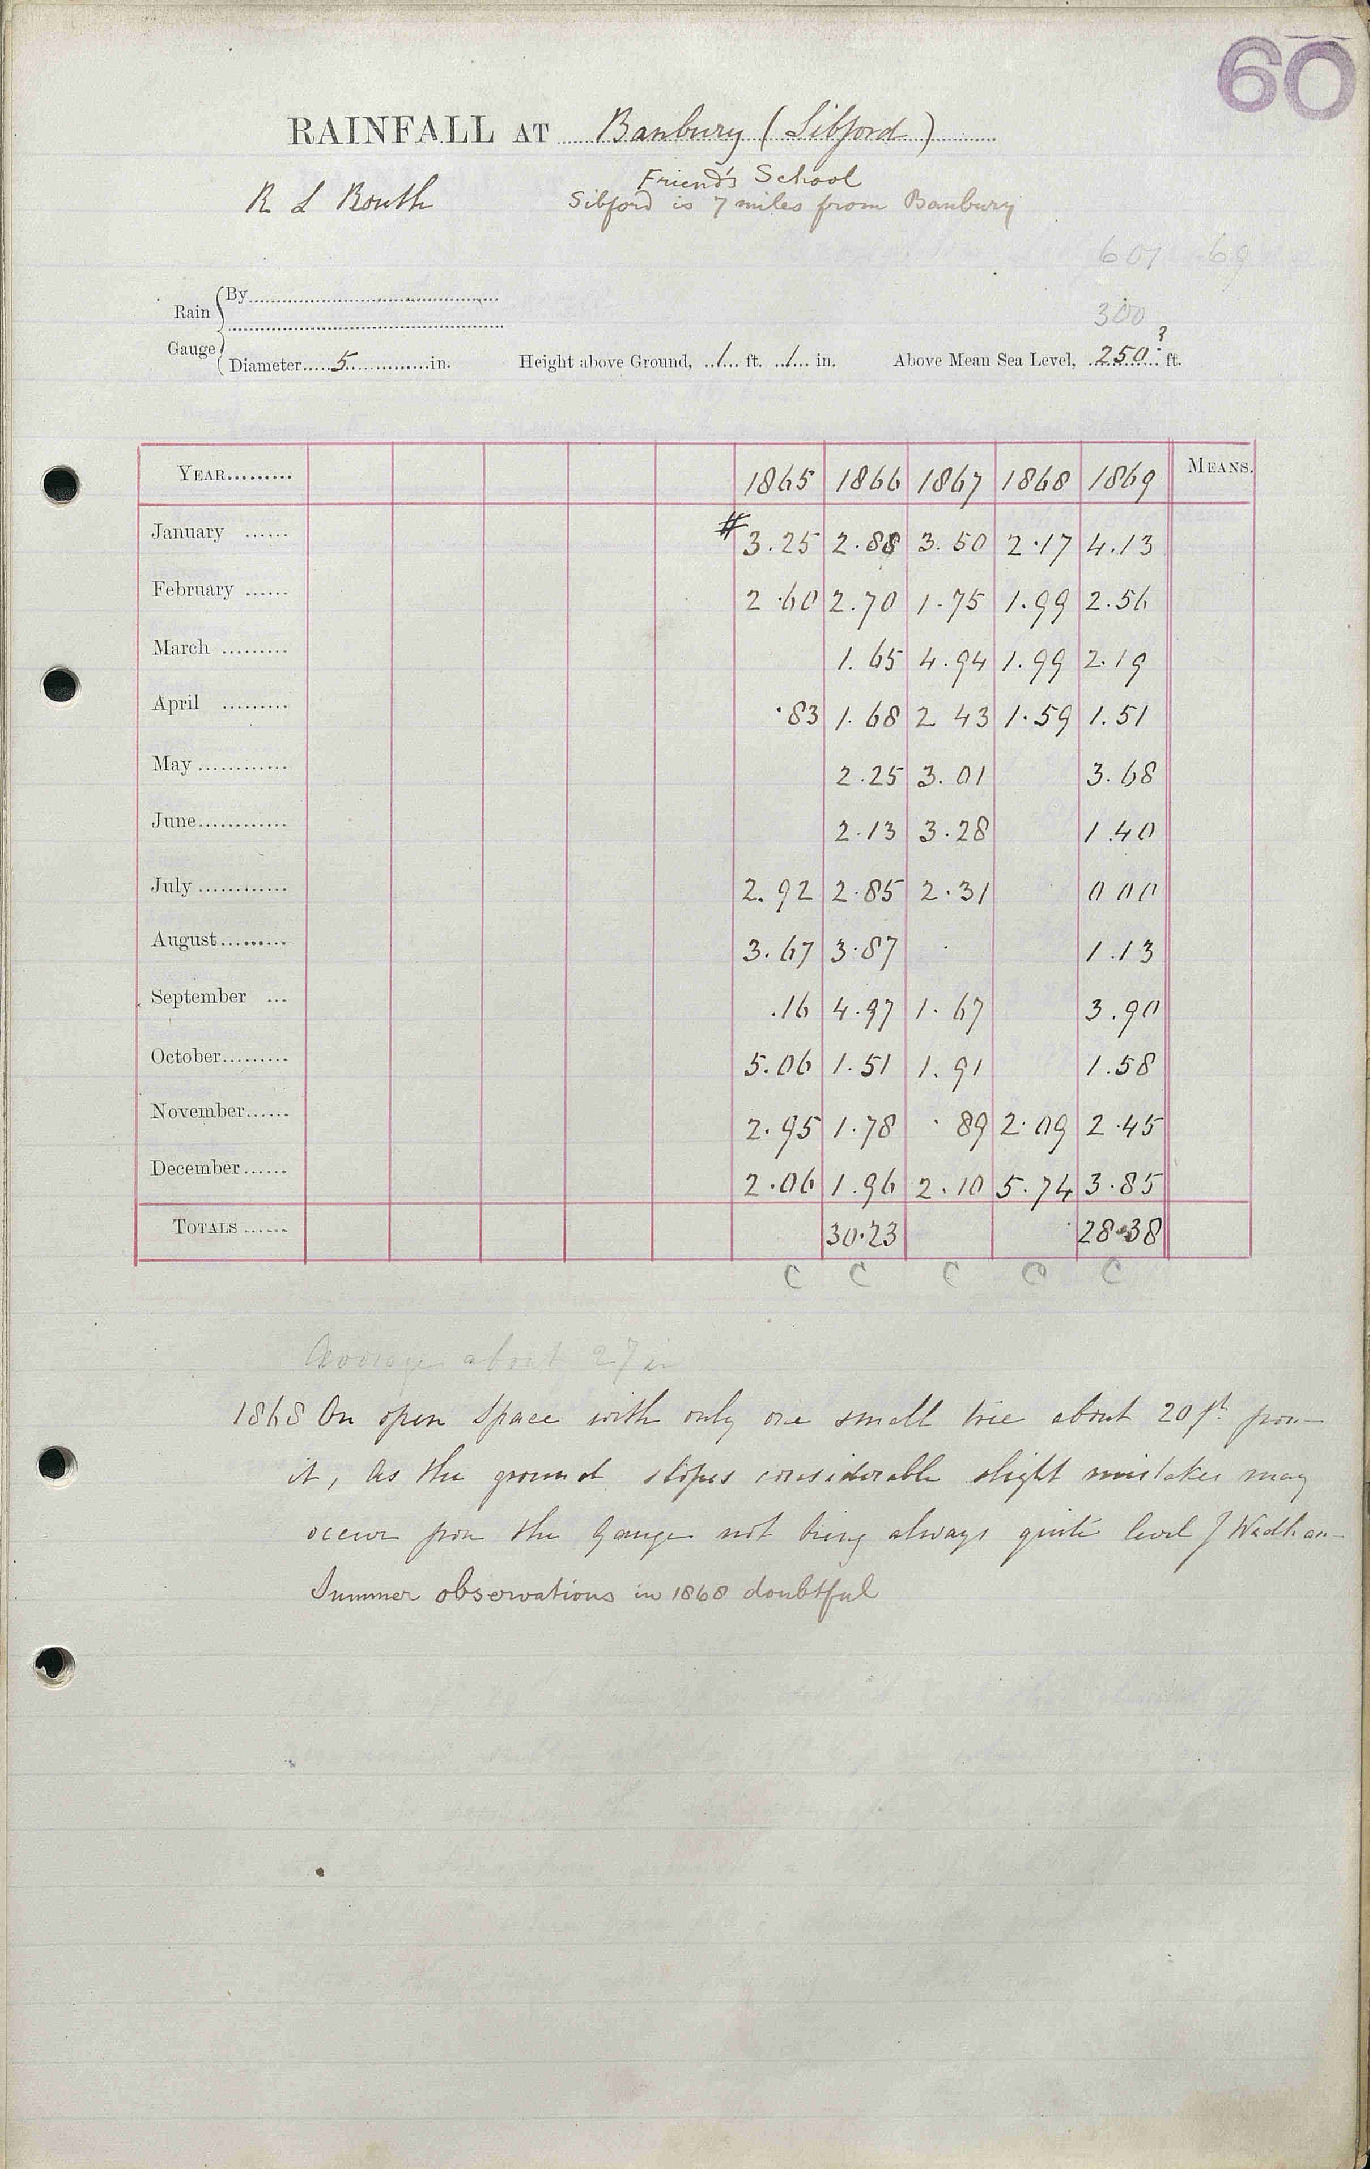 60
RAINFALL AT Banbury (Sibford)
Friend's School
R L Routh Sibford is 7 miles from Banbury
601 69
300
Rain Gauge { By
Diameter 5 in. Height above Ground, 1 ft. 1 in. Above Mean Sea Level, 250 ? ft.
YEAR 1865 1866 1867 1868 1869 MEANS.
January # 3.25 2.88 3.50 2.17 4.13
February 2.60 2.70 1.75 1.99 2.56
March 1.65 4.94 1.99 2.19
April .83 1.68 2 43 1.59 1.51
May 2.25 3.01 3.68
June 2.13 3.28 1.40
July 2.92 2.85 2.31 0 00
August 3.67 3.87 1.13
September .16 4.97 1.67 3.90
October 5.06 1.51 1.91 1.58
November 2.95 1.78 .89 2.09 2.45
December 2.06 1.96 2.10 5.74 3.85
TOTALS 30.23 28.38
C C C C C
Average about 27 in
1868 On open space with only one small tree about 20ft from
it, as the ground slopes considerable slight mistakes may
occur from the Gauge not being always quite level J Wadham
Summer observations in 1868 doubtful